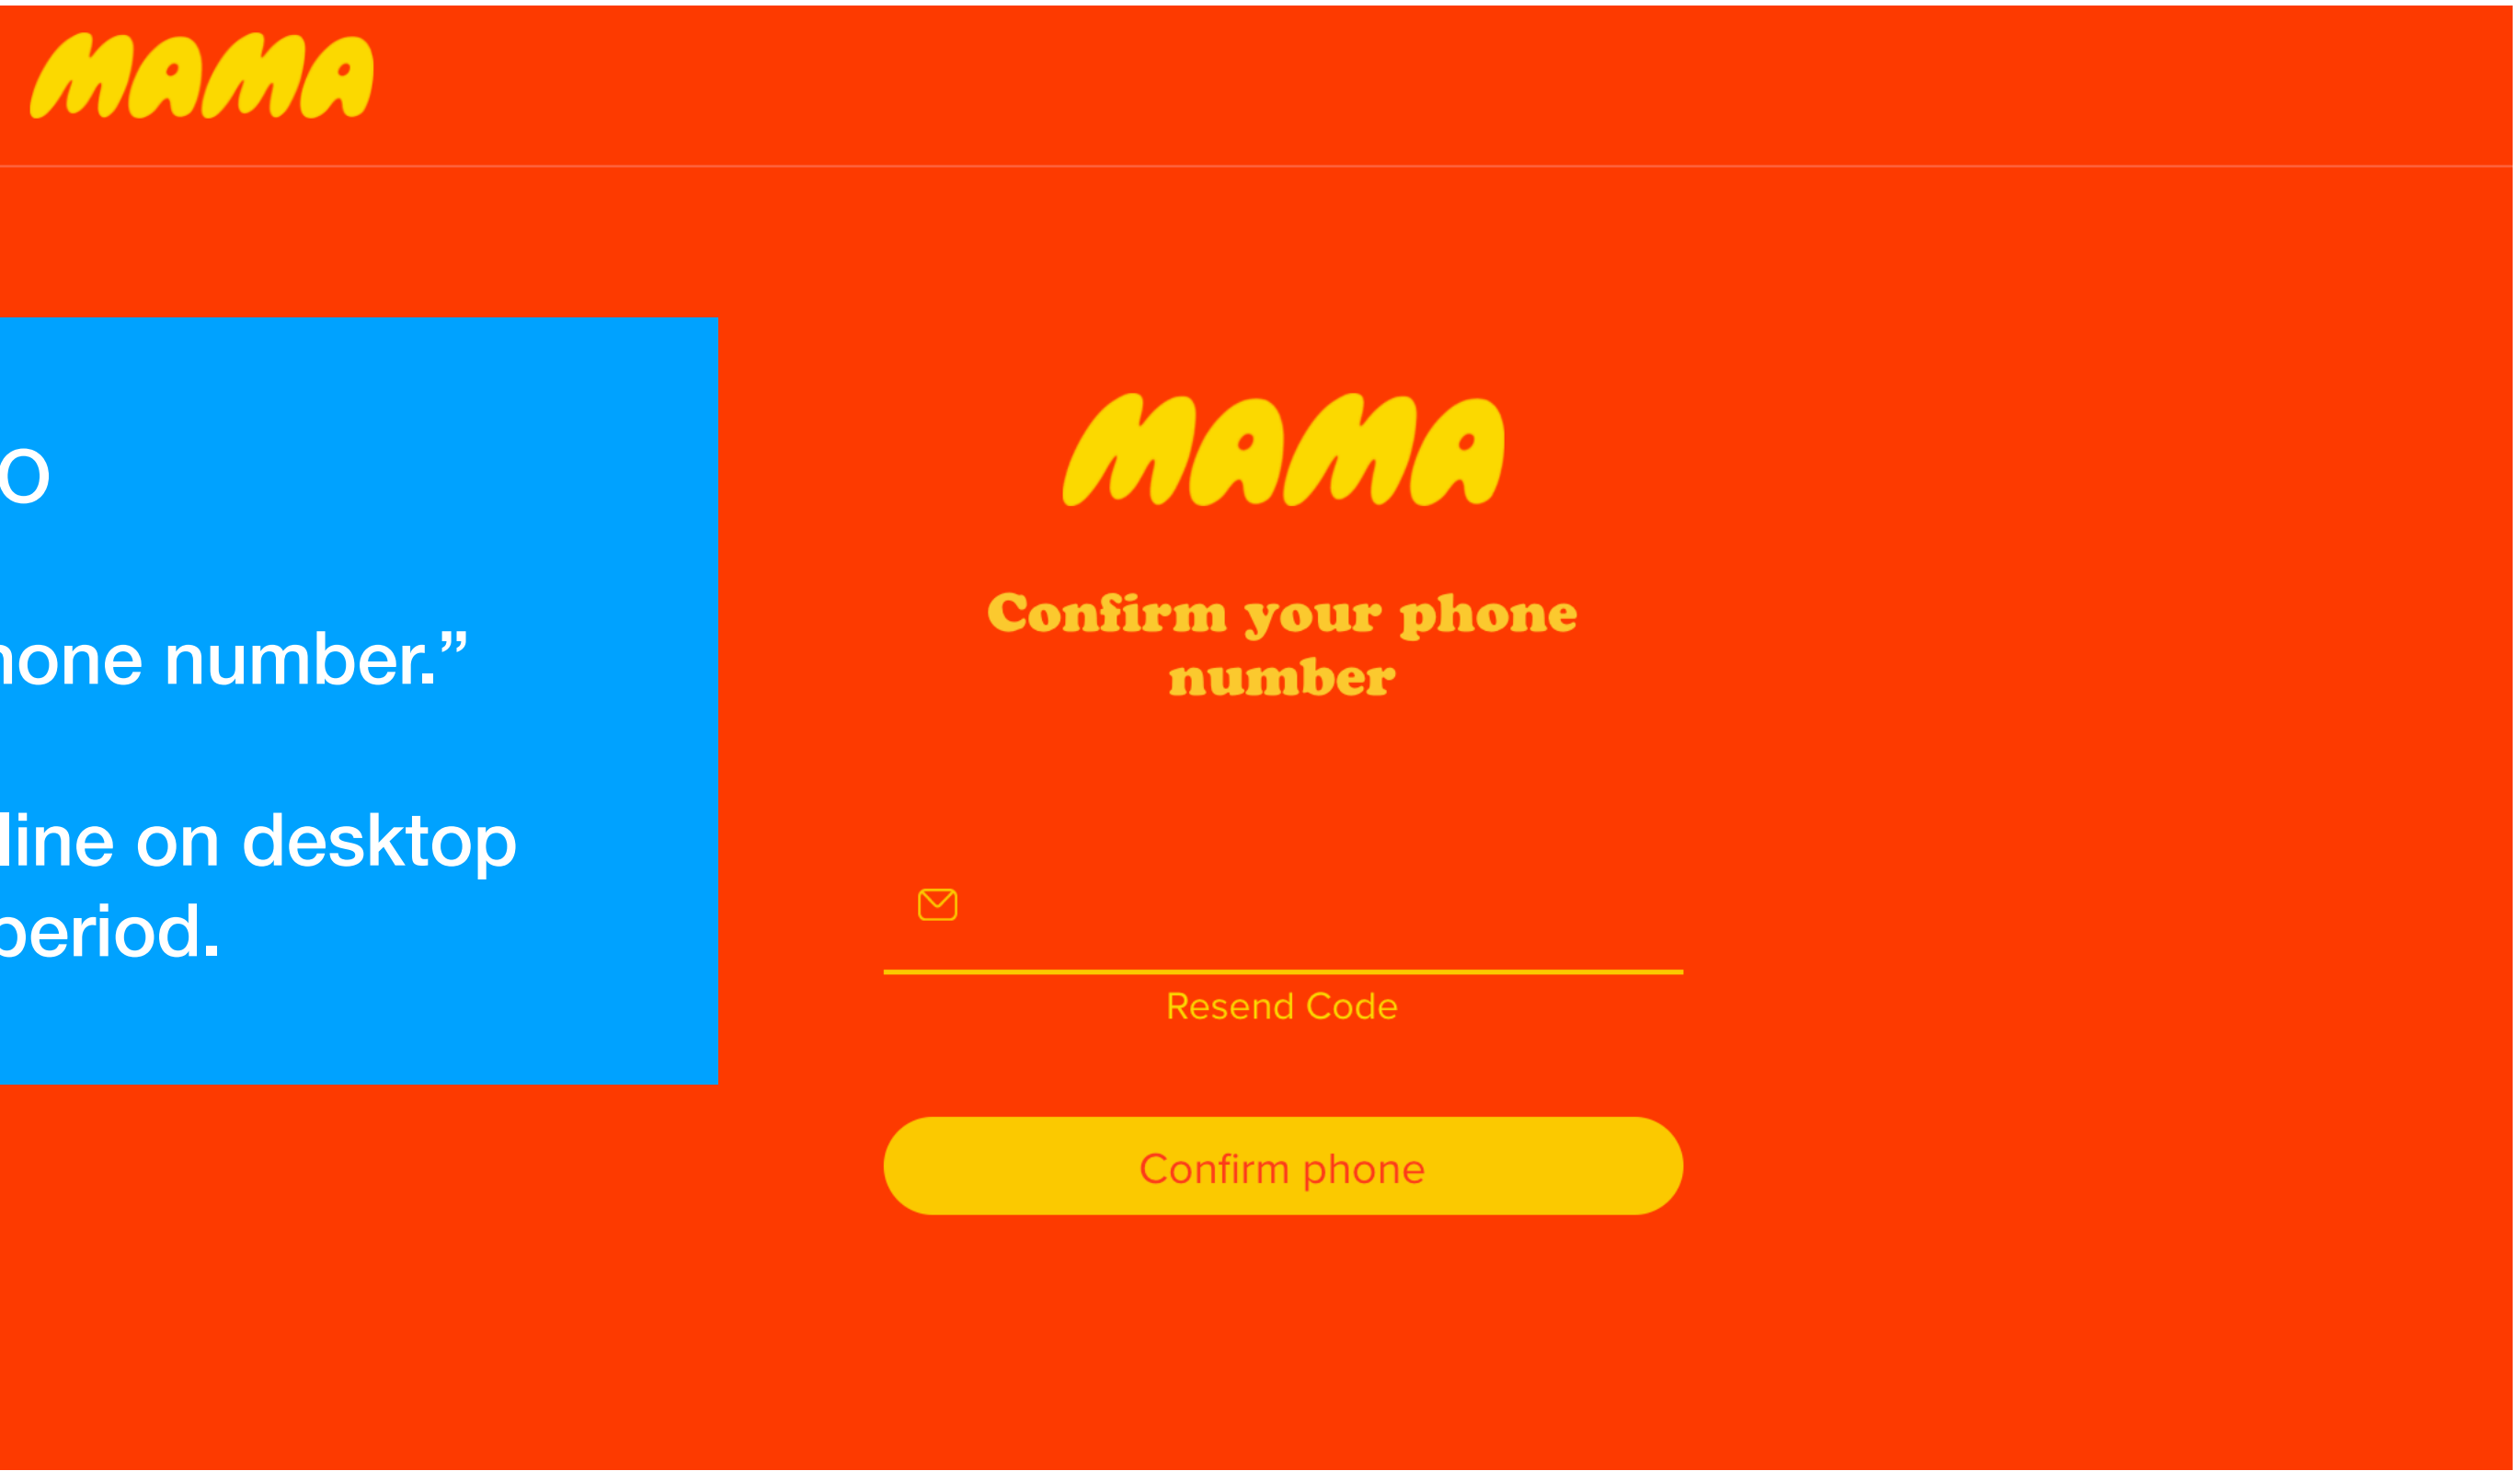 MAMA
o
hone number.”
line on desktop
period.
MAMA
Confirm your phone
number
Resend Code
Confirm phone